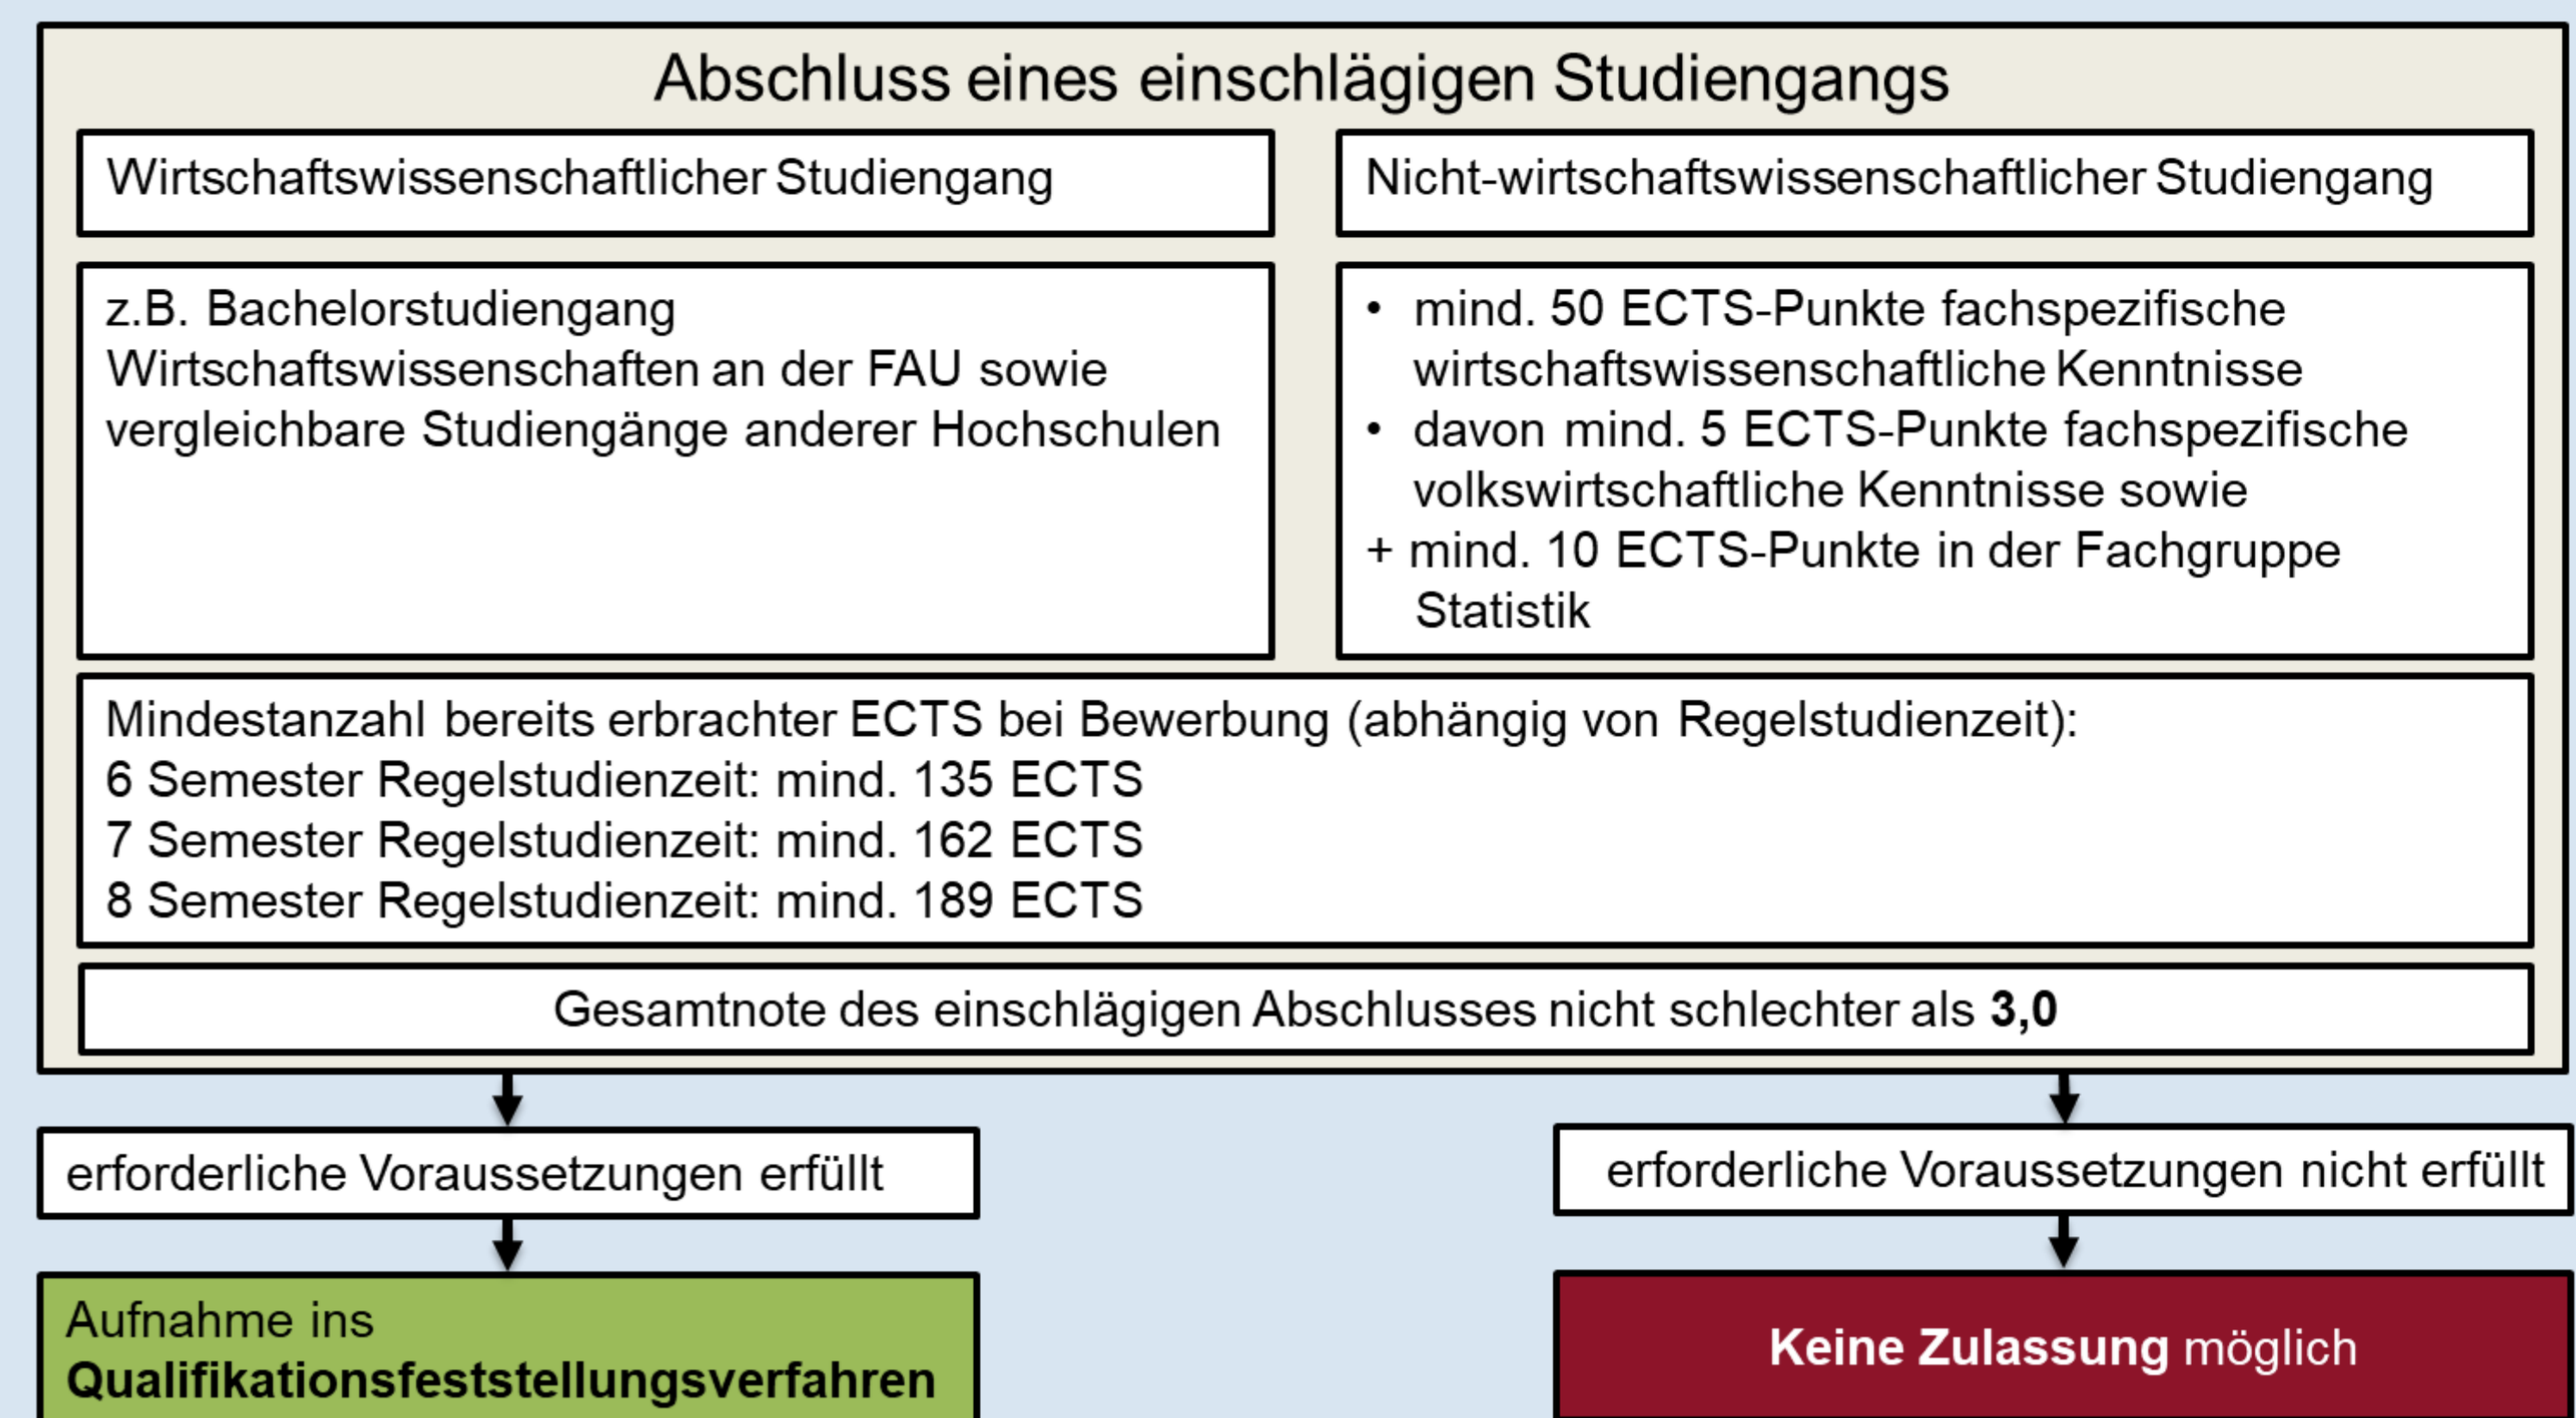 Abschluss eines einschlägigen Studiengangs
Wirtschaftswissenschaftlicher Studiengang
Nicht-wirtschaftswissenschaftlicher Studiengang
z.B. Bachelorstudiengang
Wirtschaftswissenschaften an der FAU sowie
vergleichbare Studiengänge anderer Hochschulen
• mind. 50 ECTS-Punkte fachspezifische
wirtschaftswissenschaftliche Kenntnisse
• davon mind. 5 ECTS-Punkte fachspezifische
volkswirtschaftliche Kenntnisse sowie
+ mind. 10 ECTS-Punkte in der Fachgruppe
Statistik
Mindestanzahl bereits erbrachter ECTS bei Bewerbung (abhängig von Regelstudienzeit):
6 Semester Regelstudienzeit: mind. 135 ECTS
7 Semester Regelstudienzeit: mind. 162 ECTS
8 Semester Regelstudienzeit: mind. 189 ECTS
Gesamtnote des einschlägigen Abschlusses nicht schlechter als 3,0
erforderliche Voraussetzungen erfüllt
erforderliche Voraussetzungen nicht erfüllt
Aufnahme ins
Qualifikationsfeststellungsverfahren
Keine Zulassung möglich